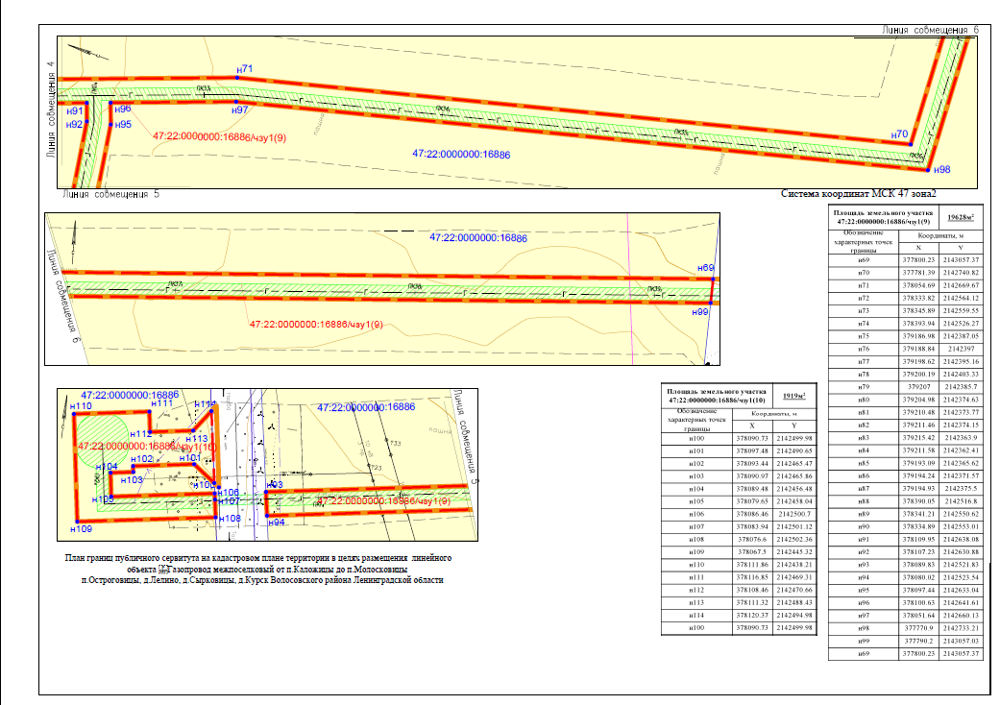 Линия совмещения 6
Линия совмещения 4
н71
ПК33
ПК34
ПК35
ПК36
н91
н92
н96
н95
н97
н70
н98
47:22:0000000:16886/чзу1(9)
47:22:0000000:16886
пашня
пашня
Линия совмещения 5
Система координат МСК 47 зона2
47:22:0000000:16886
Линия совмещения 6
ПК37
ПК38
ПК39
н69
н99
47:22:0000000:16886/чзу1(9)
47:22:0000000:16886
47:22:0000000:16886
н110
н111
н114
н112
н113
47:22:0000000:16886/чзу1(10)
н102
н101
н104
н103
н105
н100
н106
н107
н108
н109
н93
н94
47:22:0000000:16886/чзу1(9)
пашня
Т33
Т23
Линия совмещения 5
План границ публичного сервитута на кадастровом плане территории в целях размещения линейного
объекта Газопровод межпоселковый от п.Каложицы до п.Молосковицы
п.Остроговицы, д.Лелино, д.Сырковицы, д.Курск Волосовского района Ленинградской области
Площадь земельного участка 47:22:0000000:16886/чзу1(10) 1919м²
Обозначение характерных точек границы Координаты, м
X Y
н100 378090.73 2142499.98
н101 378097.48 2142490.65
н102 378093.44 2142465.47
н103 378090.97 2142465.86
н104 378089.48 2142456.48
н105 378079.65 2142458.04
н106 378086.46 2142500.7
н107 378083.94 2142501.12
н108 378076.6 2142502.36
н109 378067.5 2142445.32
н110 378111.86 2142438.21
н111 378116.85 2142469.31
н112 378108.46 2142470.66
н113 378111.32 2142488.43
н114 378120.37 2142494.98
н100 378090.73 2142499.98
Площадь земельного участка 47:22:0000000:16886/чзу1(9) 19628м²
Обозначение характерных точек границы Координаты, м
X Y
н69 377800.23 2143057.37
н70 377781.39 2142740.82
н71 378054.69 2142669.67
н72 378333.82 2142564.12
н73 378345.89 2142559.55
н74 378393.94 2142526.27
н75 379186.98 2142387.05
н76 379188.84 2142397
н77 379198.62 2142395.16
н78 379200.19 2142403.33
н79 379207 2142385.7
н80 379204.98 2142374.63
н81 379210.48 2142373.77
н82 379211.46 2142374.15
н83 379215.42 2142363.9
н84 379211.58 2142362.41
н85 379193.09 2142365.62
н86 379194.24 2142371.57
н87 379194.93 2142375.5
н88 378390.05 2142516.8
н89 378341.21 2142550.62
н90 378334.89 2142553.01
н91 378109.95 2142638.08
н92 378107.23 2142630.88
н93 378089.83 2142521.83
н94 378080.02 2142523.54
н95 378097.44 2142633.04
н96 378100.63 2142641.61
н97 378051.64 2142660.13
н98 377770.9 2142733.21
н99 377790.2 2143057.03
н69 377800.23 2143057.37